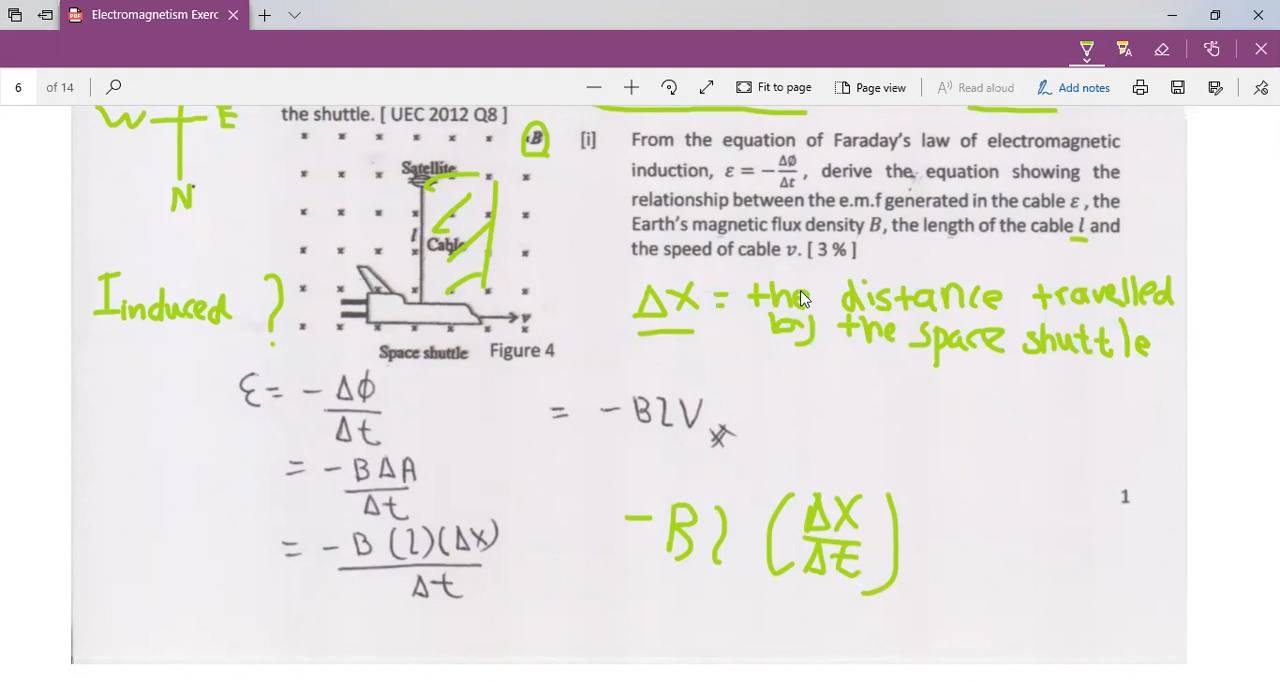 Electromagnetism Exerc
6 of 14
Fit to page
Page view
Read aloud
Add notes
W E
N
the shuttle. [ UEC 2012 Q8 ]
B
Satellite
l
Cable
v
Space shuttle Figure 4
[i] From the equation of Faraday's law of electromagnetic
induction, ε = −Δø/Δt, derive the equation showing the
relationship between the e.m.f generated in the cable ε, the
Earth's magnetic flux density B, the length of the cable l and
the speed of cable v. [ 3 % ]
Iinduced ?
ΔX = the distance travelled
by the space shuttle
ε = - Δφ/Δt
= - BΔA/Δt
= - B(l)(Δx)/Δt
= - BlV
- Bl (ΔX/Δt)
1